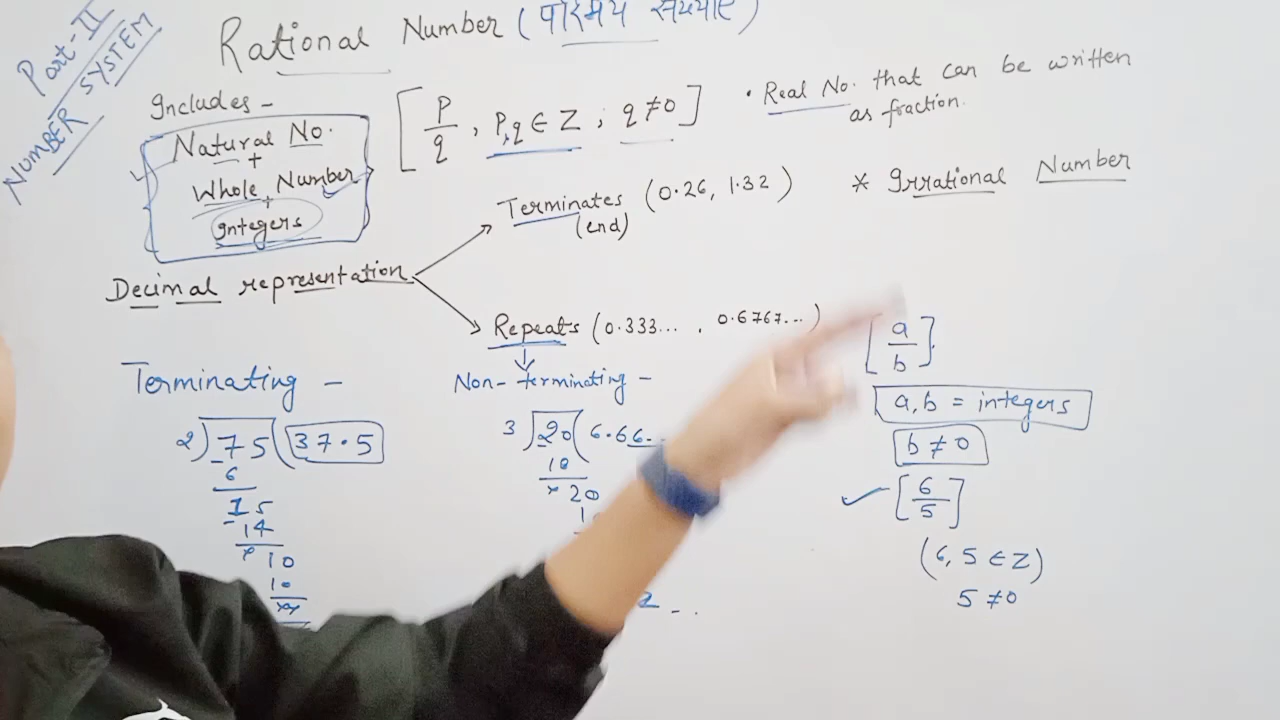 Part-II
NUMBER SYSTEM
Rational Number (परिमेय संख्याए)
Includes -
Natural No.
+
Whole Number
+
integers
[P/q , P,q ∈ Z ; q ≠ 0]
• Real No. that can be written
as fraction.
Decimal representation
Terminates (0.26, 1.32)
(end)
Repeats (0.333... , 0.6767...)
* Irrational Number
Terminating -
2)75(37.5
6
15
14
10
10
Non-terminating -
3)20(6.66..
18
20
[a/b].
a,b = integers
b ≠ 0
[6/5]
(6, 5 ∈ Z)
5 ≠ 0